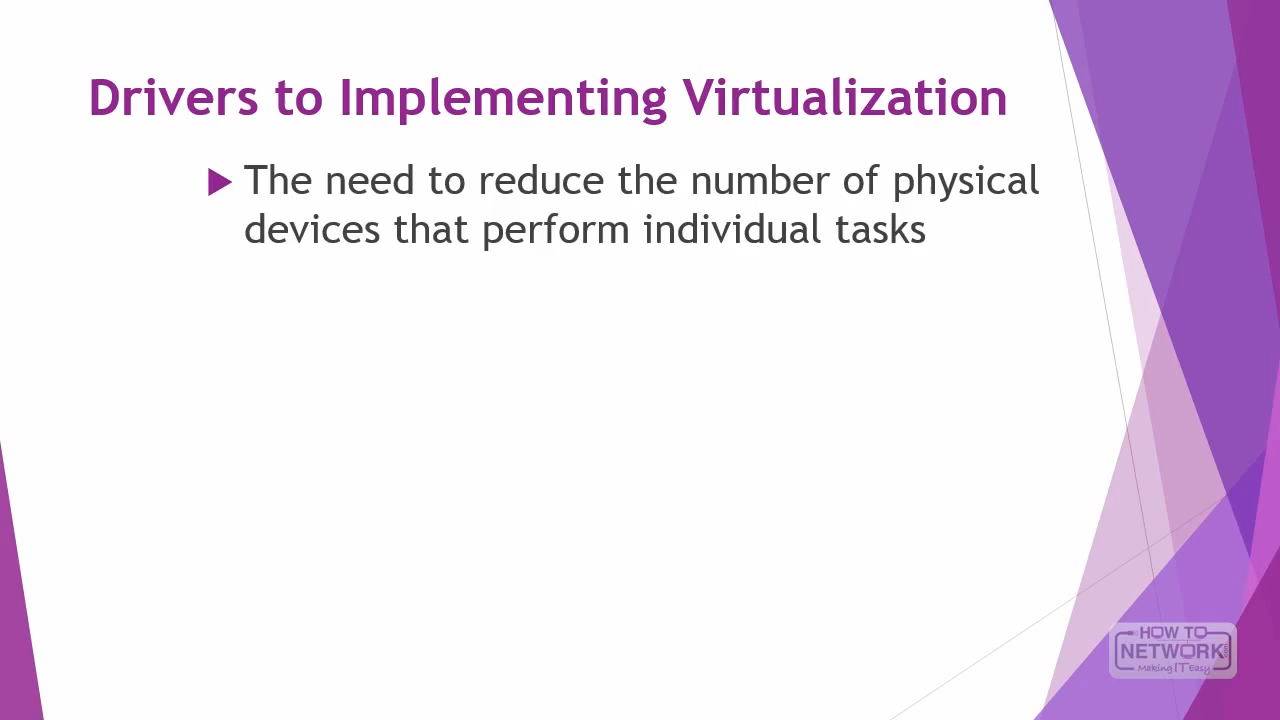 Drivers to Implementing Virtualization
The need to reduce the number of physical
devices that perform individual tasks
HOW TO
NETWORK.com
Making IT Easy